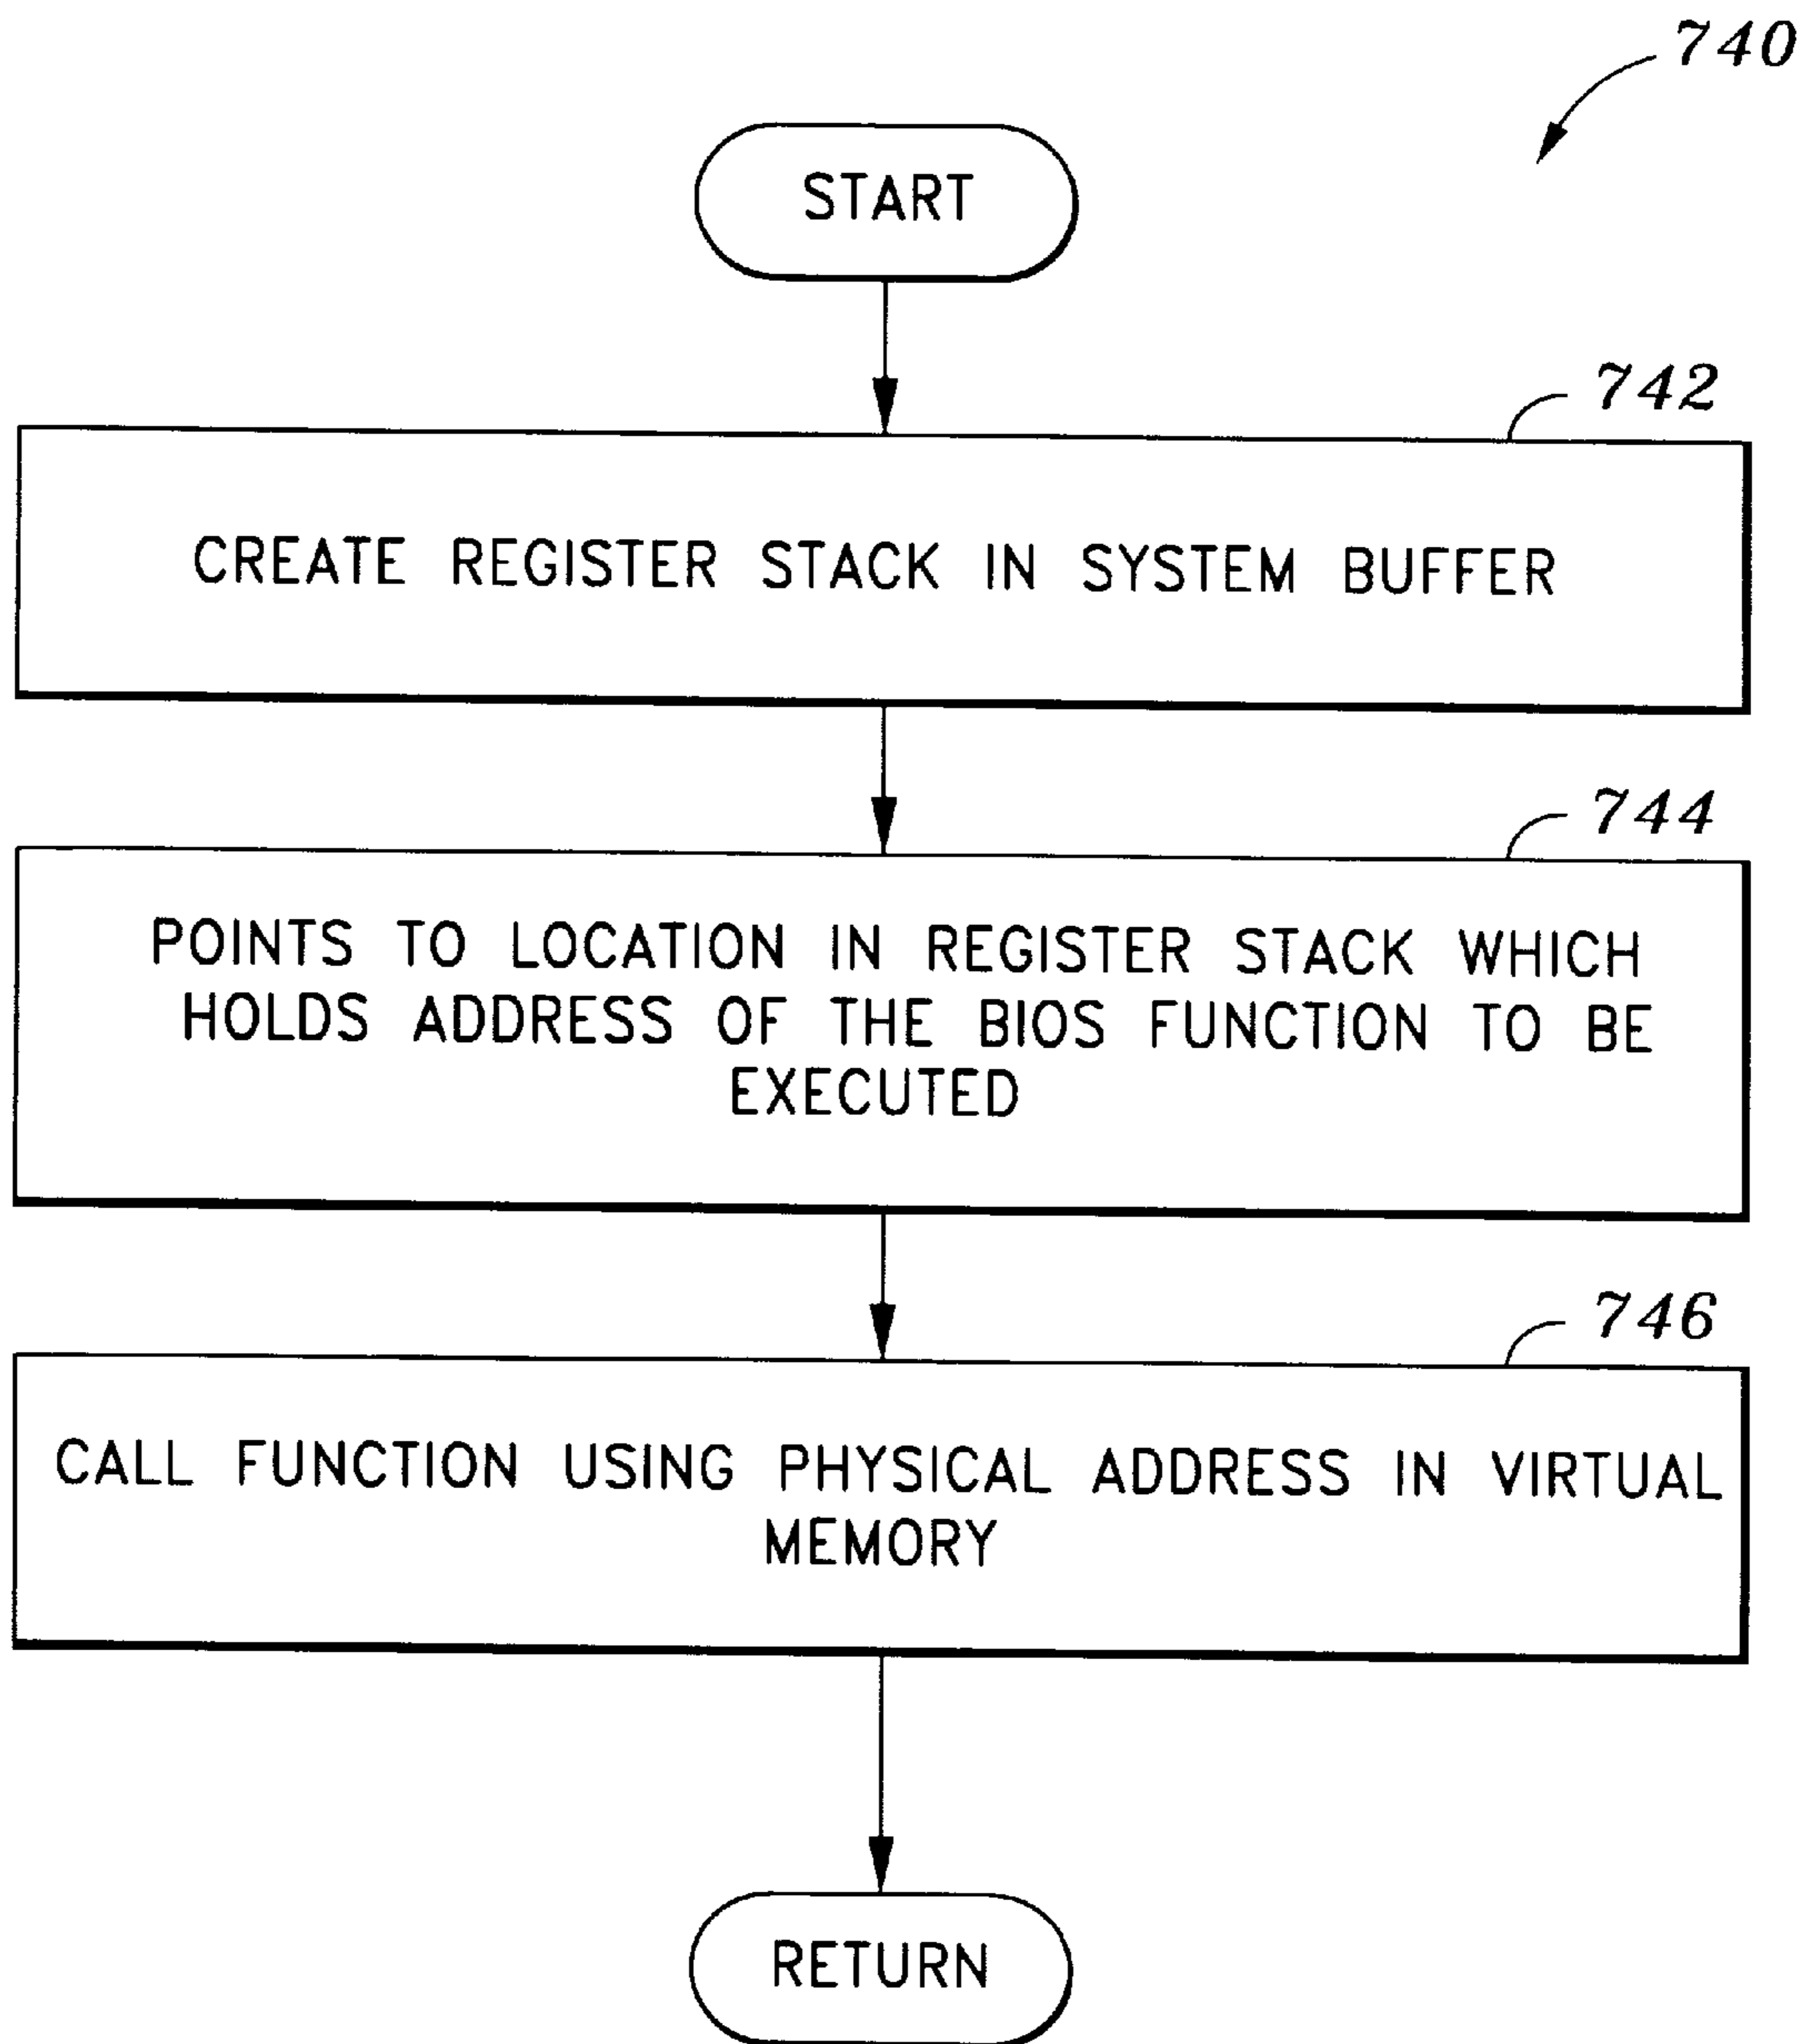 740
START
742
CREATE REGISTER STACK IN SYSTEM BUFFER
744
POINTS TO LOCATION IN REGISTER STACK WHICH
HOLDS ADDRESS OF THE BIOS FUNCTION TO BE
EXECUTED
746
CALL FUNCTION USING PHYSICAL ADDRESS IN VIRTUAL
MEMORY
RETURN